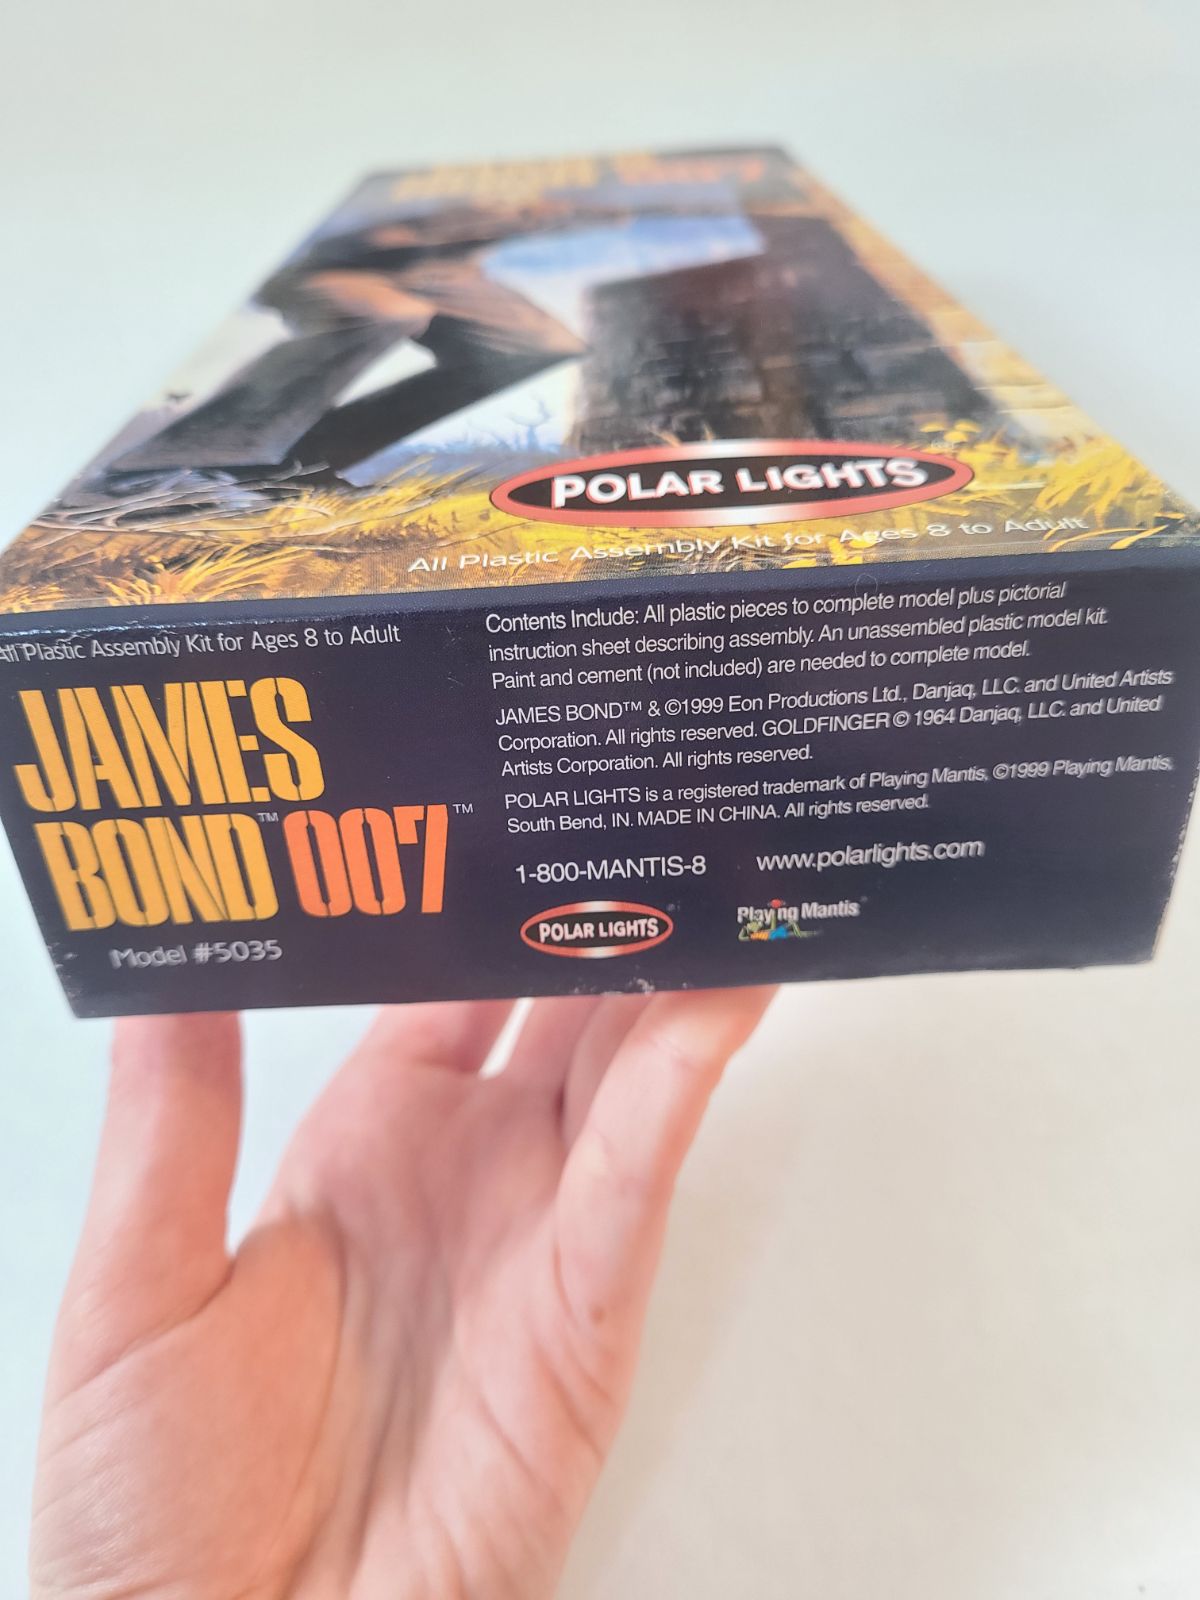 JAMES BOND 007
POLAR LIGHTS
All Plastic Assembly Kit for Ages 8 to Adult
All Plastic Assembly Kit for Ages 8 to Adult
JAMES
BOND™ 007™
Model #5035
Contents Include: All plastic pieces to complete model plus pictorial
instruction sheet describing assembly. An unassembled plastic model kit.
Paint and cement (not included) are needed to complete model.
JAMES BOND™ & ©1999 Eon Productions Ltd., Danjaq, LLC. and United Artists
Corporation. All rights reserved. GOLDFINGER © 1964 Danjaq, LLC. and United
Artists Corporation. All rights reserved.
POLAR LIGHTS is a registered trademark of Playing Mantis, ©1999 Playing Mantis,
South Bend, IN. MADE IN CHINA. All rights reserved.
1-800-MANTIS-8 www.polarlights.com
POLAR LIGHTS
Playing Mantis